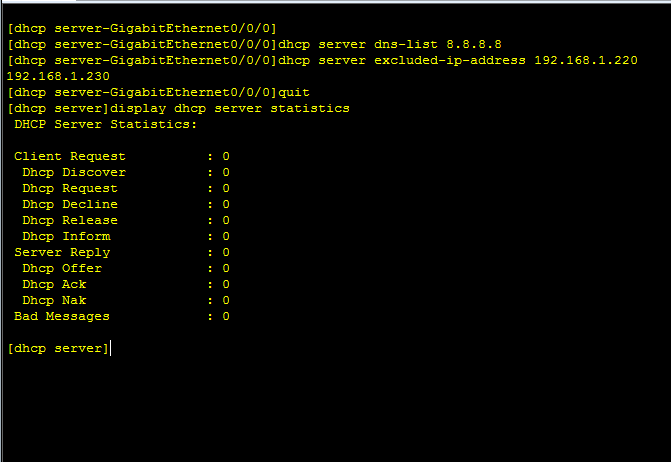 [dhcp server-GigabitEthernet0/0/0]
[dhcp server-GigabitEthernet0/0/0]dhcp server dns-list 8.8.8.8
[dhcp server-GigabitEthernet0/0/0]dhcp server excluded-ip-address 192.168.1.220
192.168.1.230
[dhcp server-GigabitEthernet0/0/0]quit
[dhcp server]display dhcp server statistics
DHCP Server Statistics:
Client Request : 0
Dhcp Discover : 0
Dhcp Request : 0
Dhcp Decline : 0
Dhcp Release : 0
Dhcp Inform : 0
Server Reply : 0
Dhcp Offer : 0
Dhcp Ack : 0
Dhcp Nak : 0
Bad Messages : 0
[dhcp server]